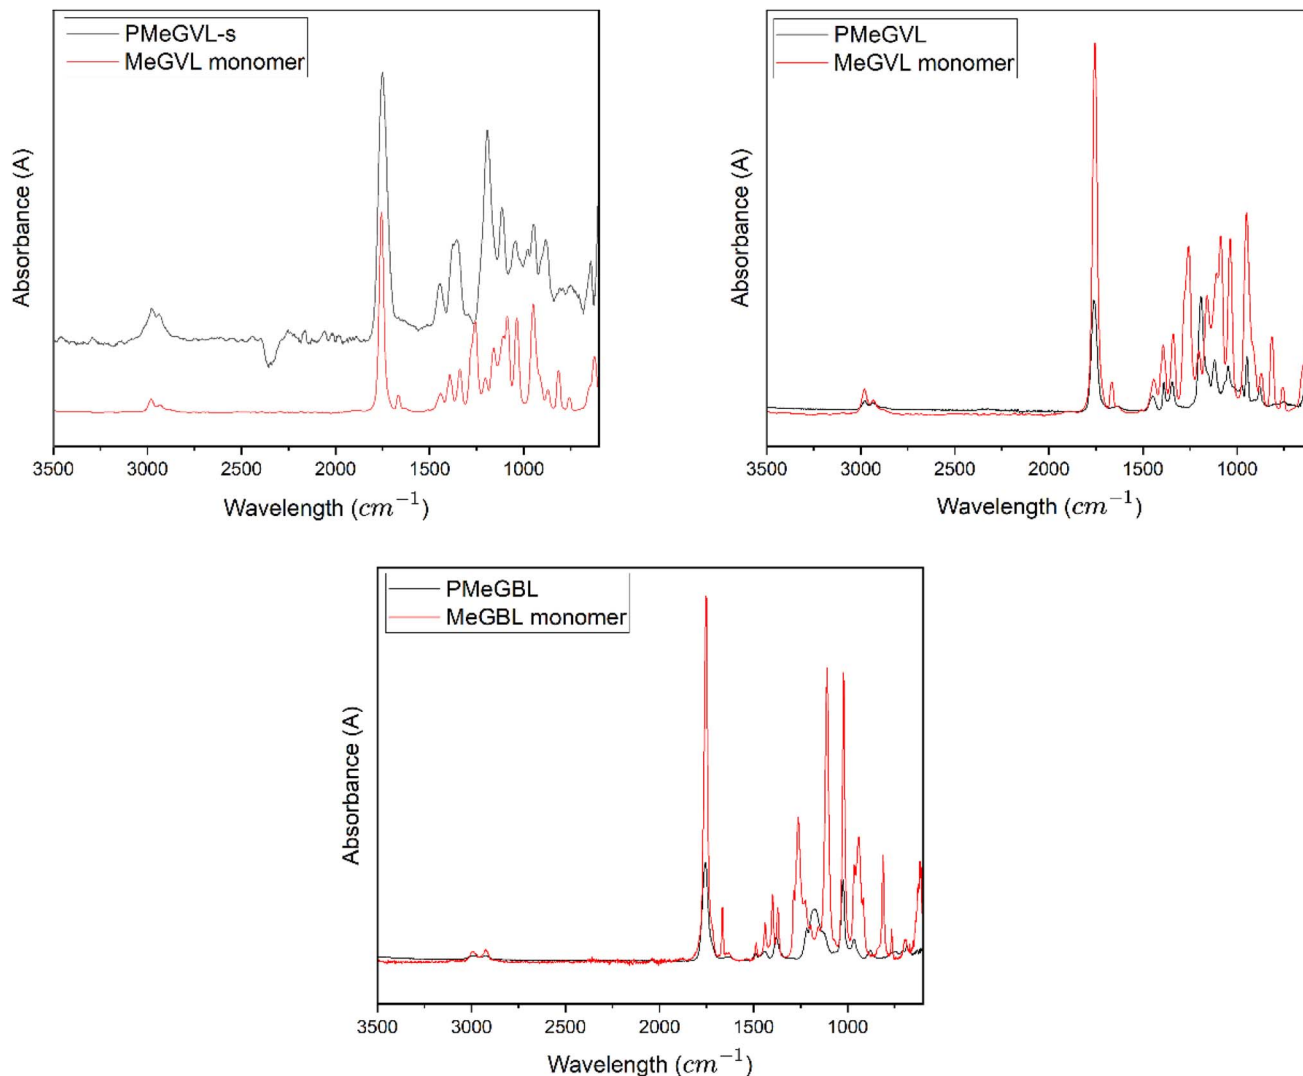 PMeGVL-s
MeGVL monomer
Absorbance (A)
3500 3000 2500 2000 1500 1000
Wavelength (cm⁻¹)
PMeGVL
MeGVL monomer
Absorbance (A)
3500 3000 2500 2000 1500 1000
Wavelength (cm⁻¹)
PMeGBL
MeGBL monomer
Absorbance (A)
3500 3000 2500 2000 1500 1000
Wavelength (cm⁻¹)